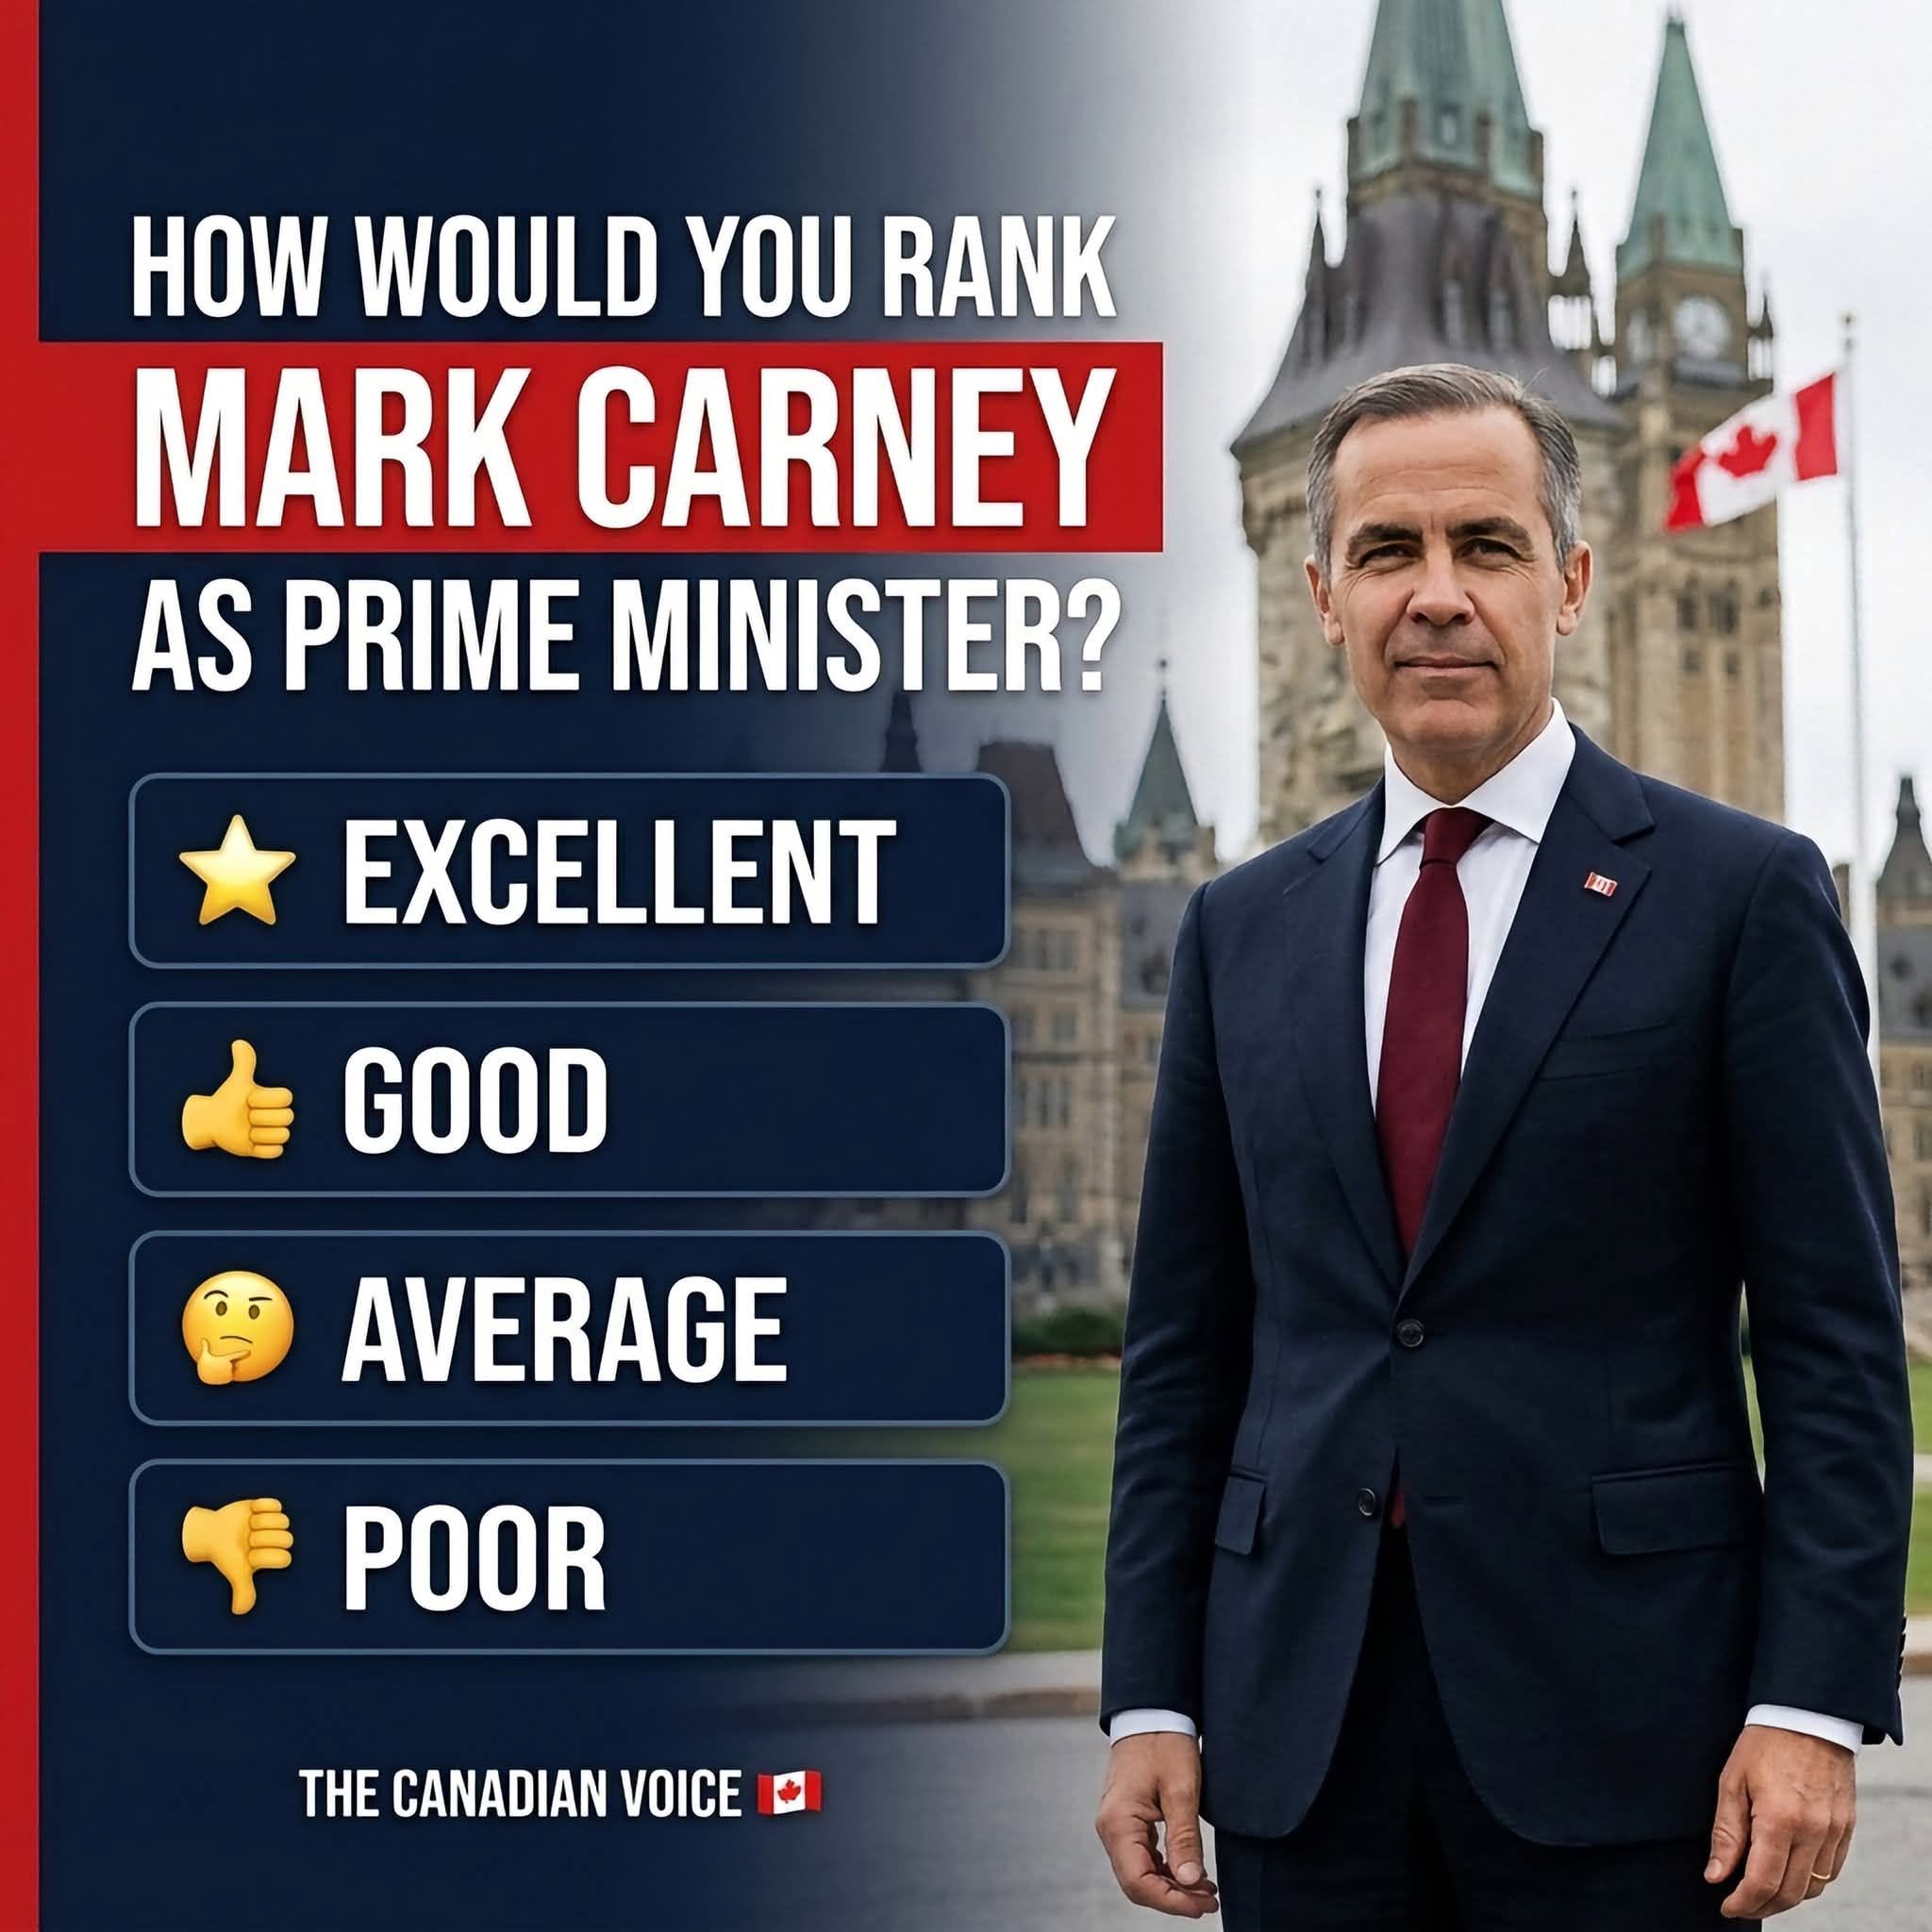 HOW WOULD YOU RANK
MARK CARNEY
AS PRIME MINISTER?
EXCELLENT
GOOD
AVERAGE
POOR
THE CANADIAN VOICE